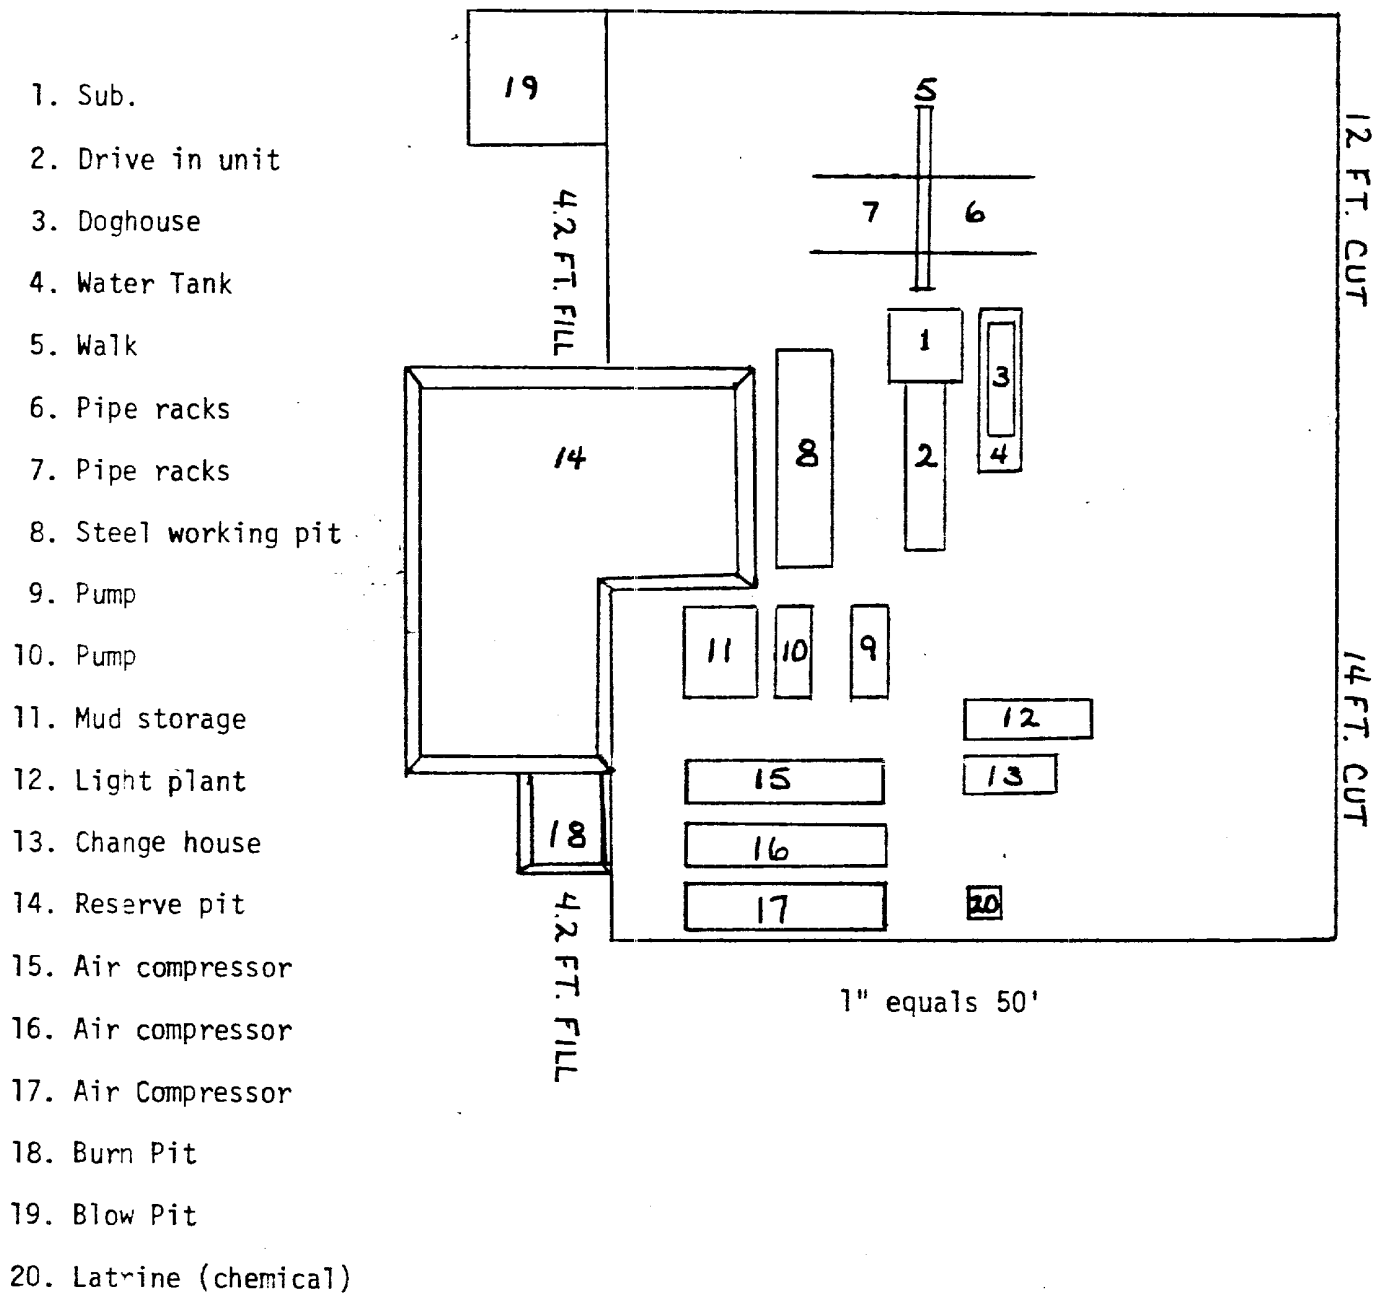 1. Sub.
2. Drive in unit
3. Doghouse
4. Water Tank
5. Walk
6. Pipe racks
7. Pipe racks
8. Steel working pit
9. Pump
10. Pump
11. Mud storage
12. Light plant
13. Change house
14. Reserve pit
15. Air compressor
16. Air compressor
17. Air Compressor
18. Burn Pit
19. Blow Pit
20. Latrine (chemical)
19
5
12 FT. CUT
4.2 FT. FILL
7
6
1
3
14
8
2
4
11
10
9
14 FT. CUT
12
15
13
18
16
17
20
4.2 FT. FILL
1" equals 50'